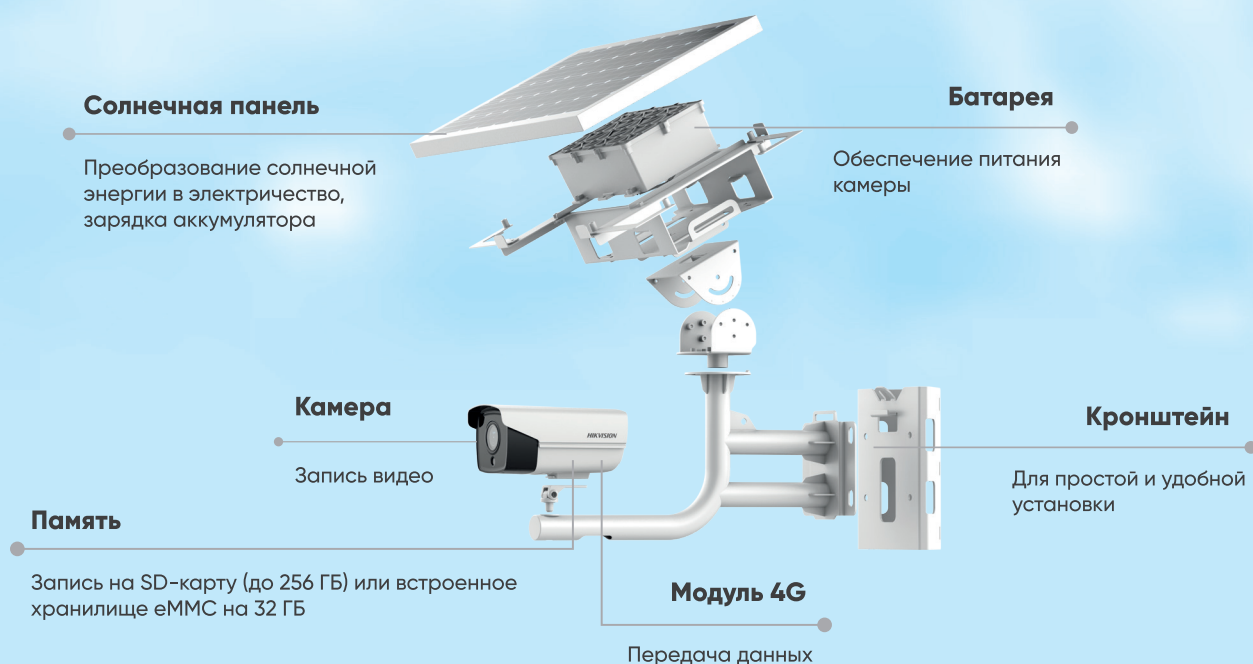 Солнечная панель
Преобразование солнечной
энергии в электричество,
зарядка аккумулятора
Батарея
Обеспечение питания
камеры
Камера
Запись видео
HIKVISION
Кронштейн
Для простой и удобной
установки
Память
Запись на SD-карту (до 256 ГБ) или встроенное
хранилище eMMC на 32 ГБ
Модуль 4G
Передача данных